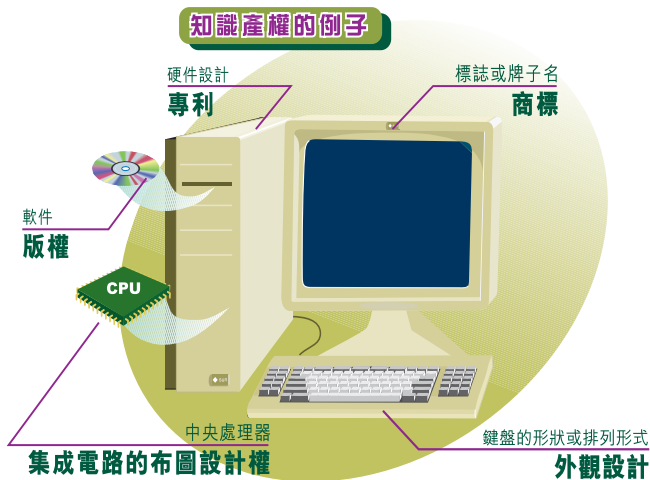 知識產權的例子
硬件設計
專利
標誌或牌子名
商標
軟件
版權
CPU
中央處理器
集成電路的布圖設計權
鍵盤的形狀或排列形式
外觀設計